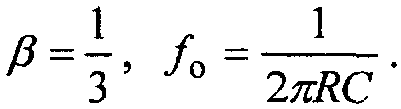 β = 1/3, f₀ = 1/(2πRC).